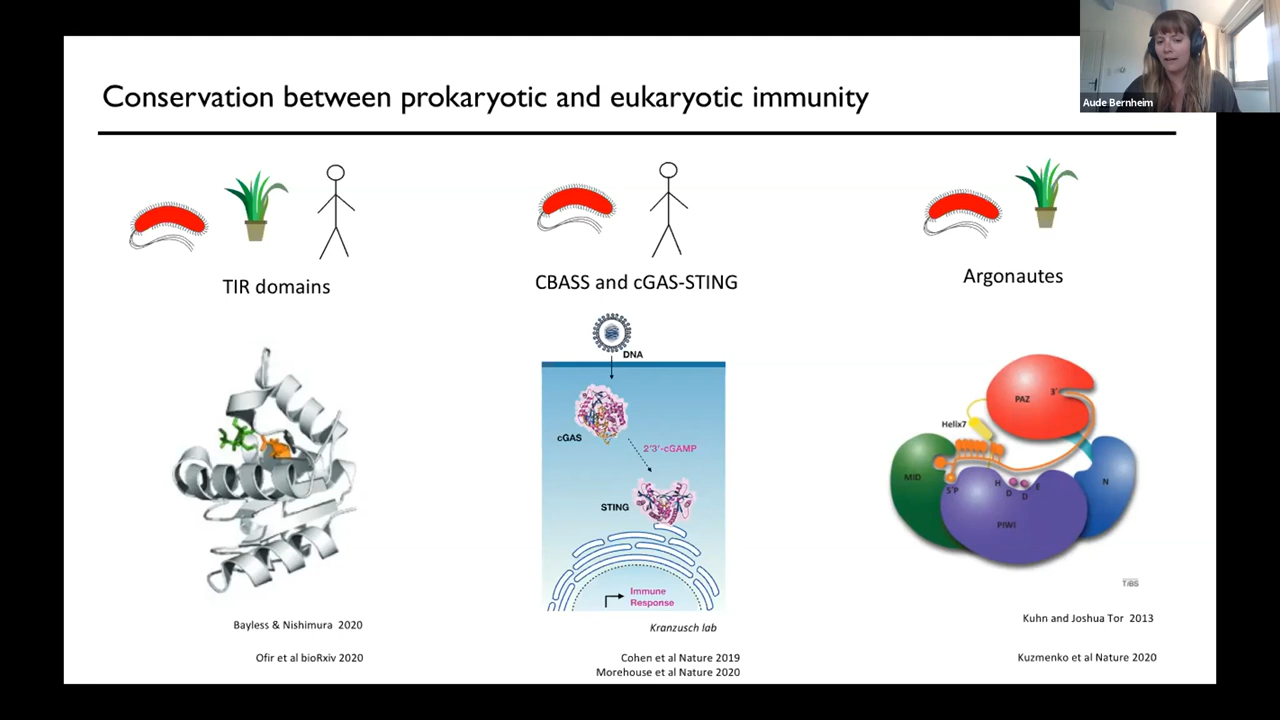 Conservation between prokaryotic and eukaryotic immunity
Aude Bernheim
TIR domains
CBASS and cGAS-STING
Argonautes
DNA
cGAS
2'3'-cGAMP
STING
Immune
Response
PAZ
3'
Helix7
MID
5'P
H
D
D
E
N
PIWI
TiBS
Bayless & Nishimura 2020
Ofir et al bioRxiv 2020
Kranzusch lab
Cohen et al Nature 2019
Morehouse et al Nature 2020
Kuhn and Joshua Tor 2013
Kuzmenko et al Nature 2020